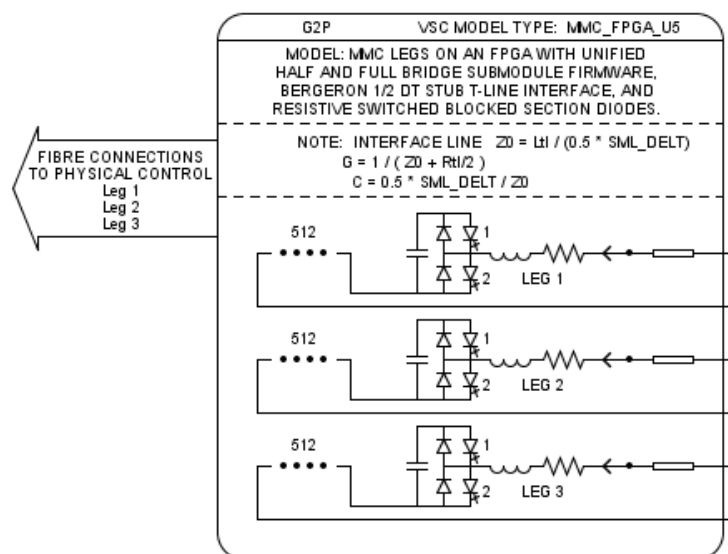 G2P VSC MODEL TYPE: MMC_FPGA_U5
MODEL: MMC LEGS ON AN FPGA WITH UNIFIED
HALF AND FULL BRIDGE SUBMODULE FIRMWARE,
BERGERON 1/2 DT STUB T-LINE INTERFACE, AND
RESISTIVE SWITCHED BLOCKED SECTION DIODES.
NOTE: INTERFACE LINE Z0 = Ltl / (0.5 * SML_DELT)
G = 1 / ( Z0 + Rtl/2 )
C = 0.5 * SML_DELT / Z0
FIBRE CONNECTIONS
TO PHYSICAL CONTROL
Leg 1
Leg 2
Leg 3
512
1
2
LEG 1
512
1
2
LEG 2
512
1
2
LEG 3